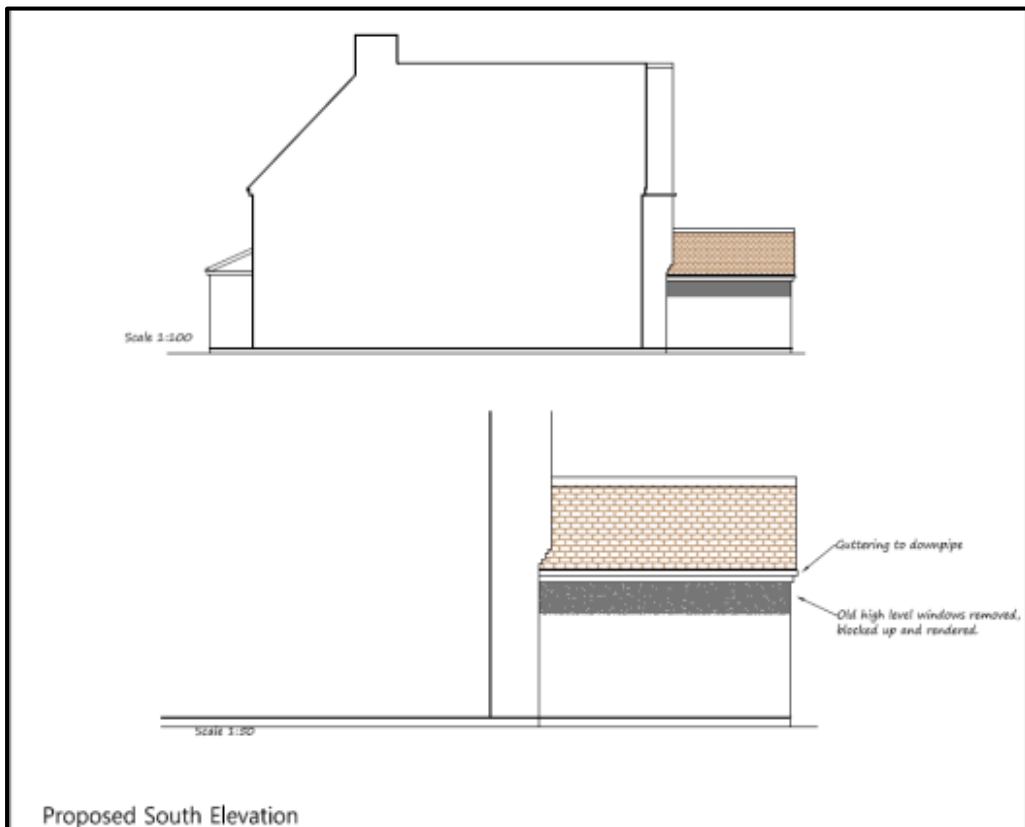 Scale 1:100
Guttering to downpipe
Old high level windows removed,
blocked up and rendered.
Scale 1:50
Proposed South Elevation